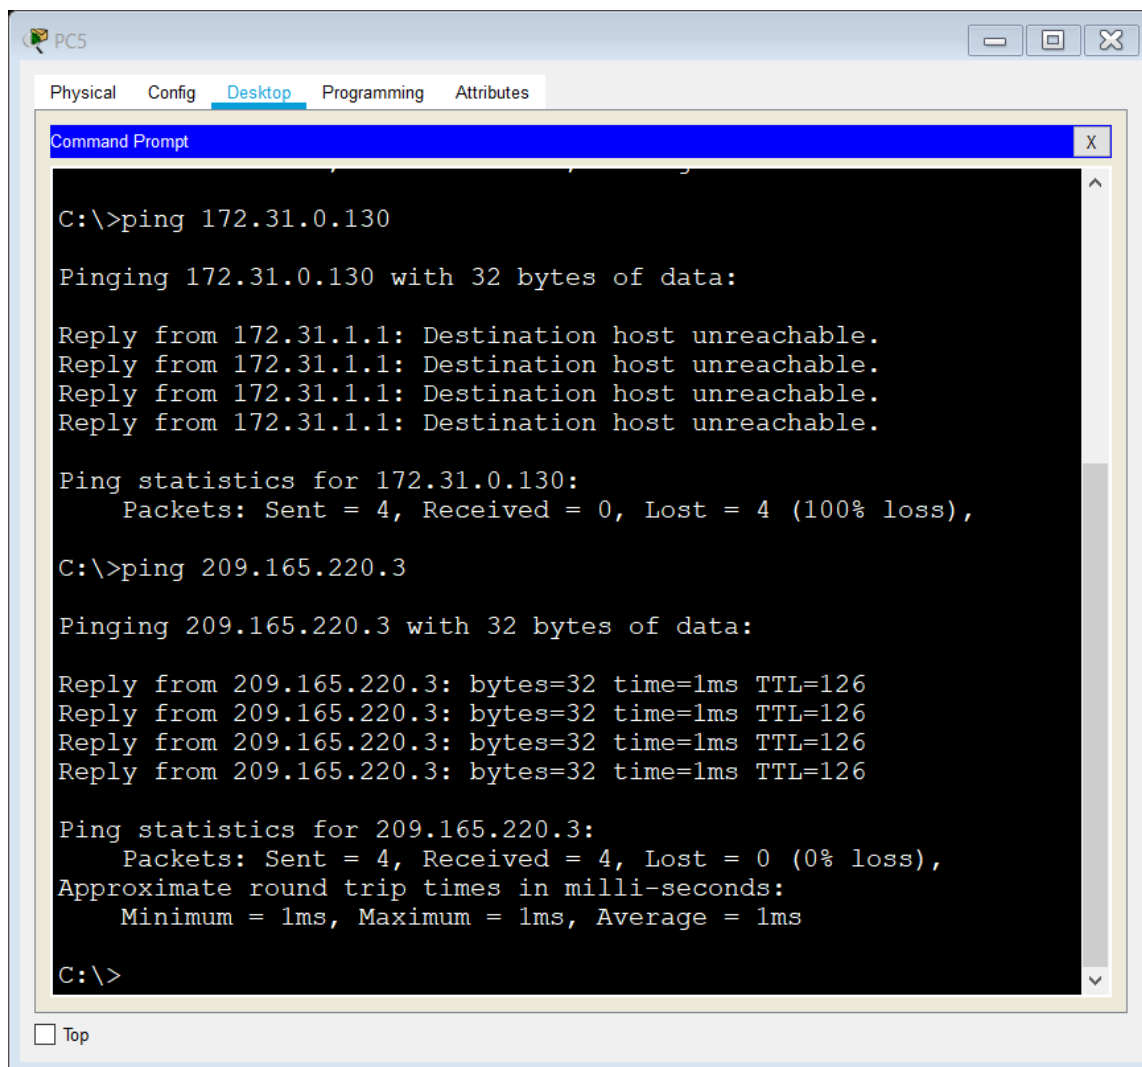 PC5
Physical Config Desktop Programming Attributes
Command Prompt X
C:\>ping 172.31.0.130
Pinging 172.31.0.130 with 32 bytes of data:
Reply from 172.31.1.1: Destination host unreachable.
Reply from 172.31.1.1: Destination host unreachable.
Reply from 172.31.1.1: Destination host unreachable.
Reply from 172.31.1.1: Destination host unreachable.
Ping statistics for 172.31.0.130:
Packets: Sent = 4, Received = 0, Lost = 4 (100% loss),
C:\>ping 209.165.220.3
Pinging 209.165.220.3 with 32 bytes of data:
Reply from 209.165.220.3: bytes=32 time=1ms TTL=126
Reply from 209.165.220.3: bytes=32 time=1ms TTL=126
Reply from 209.165.220.3: bytes=32 time=1ms TTL=126
Reply from 209.165.220.3: bytes=32 time=1ms TTL=126
Ping statistics for 209.165.220.3:
Packets: Sent = 4, Received = 4, Lost = 0 (0% loss),
Approximate round trip times in milli-seconds:
Minimum = 1ms, Maximum = 1ms, Average = 1ms
C:\>
Top